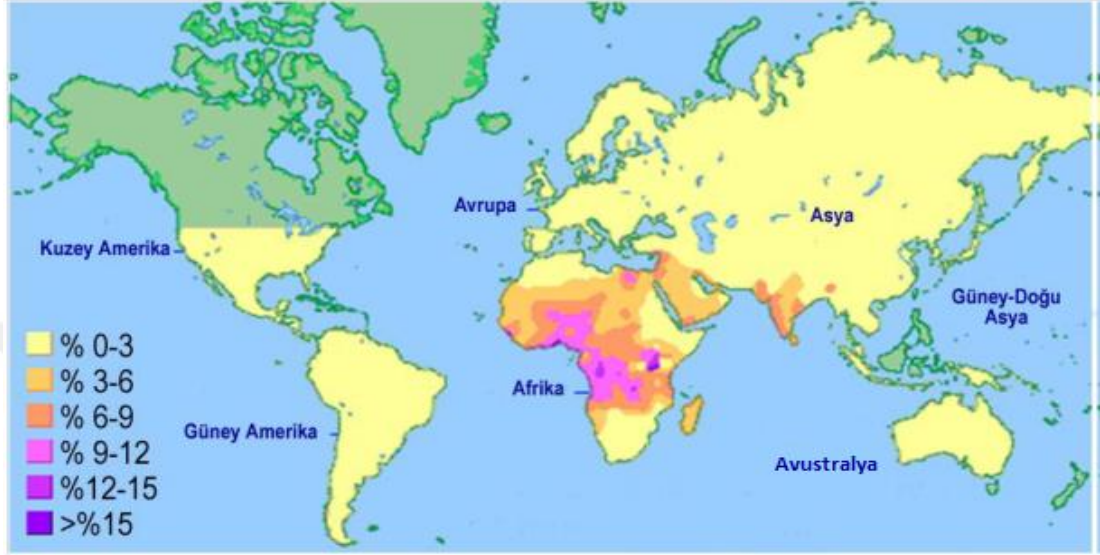 Avrupa
Asya
Kuzey Amerika
Güney-Doğu
Asya
% 0-3
% 3-6
Afrika
% 6-9
Güney Amerika
% 9-12
Avustralya
%12-15
>%15